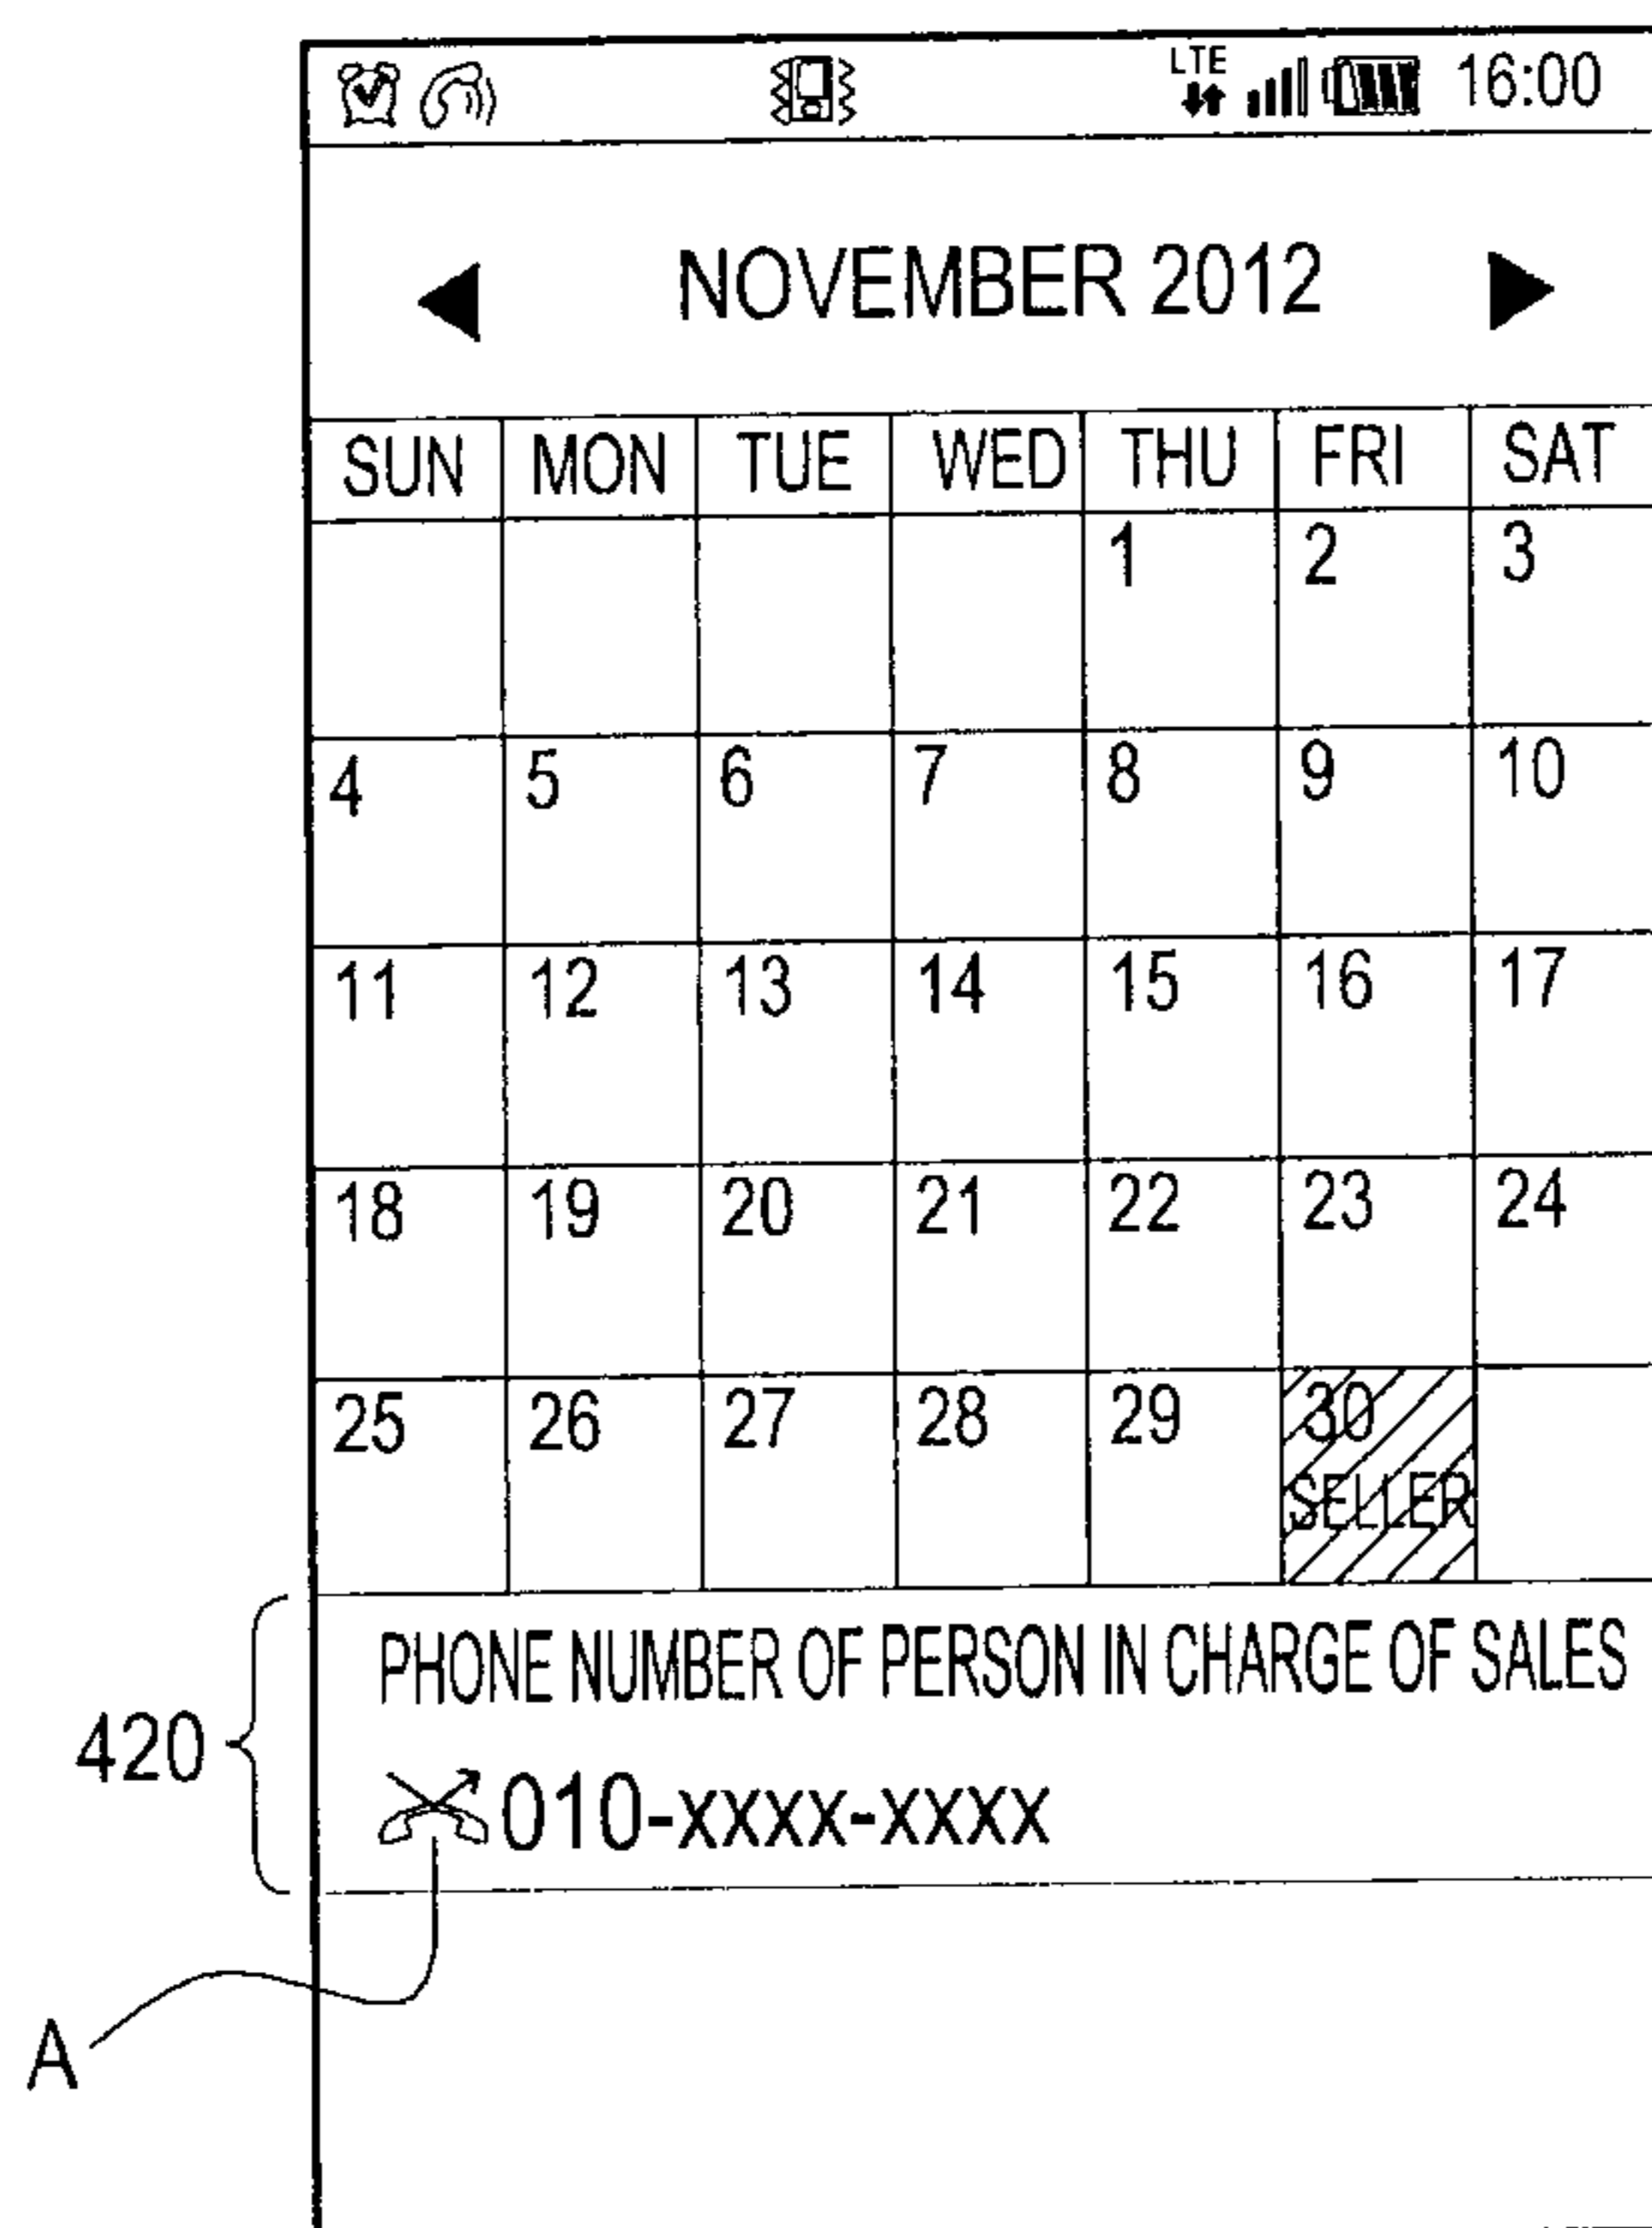 LTE 16:00
NOVEMBER 2012
SUN MON TUE WED THU FRI SAT
1 2 3
4 5 6 7 8 9 10
11 12 13 14 15 16 17
18 19 20 21 22 23 24
25 26 27 28 29 30
SELLER
PHONE NUMBER OF PERSON IN CHARGE OF SALES
420
010-xxxx-xxxx
A